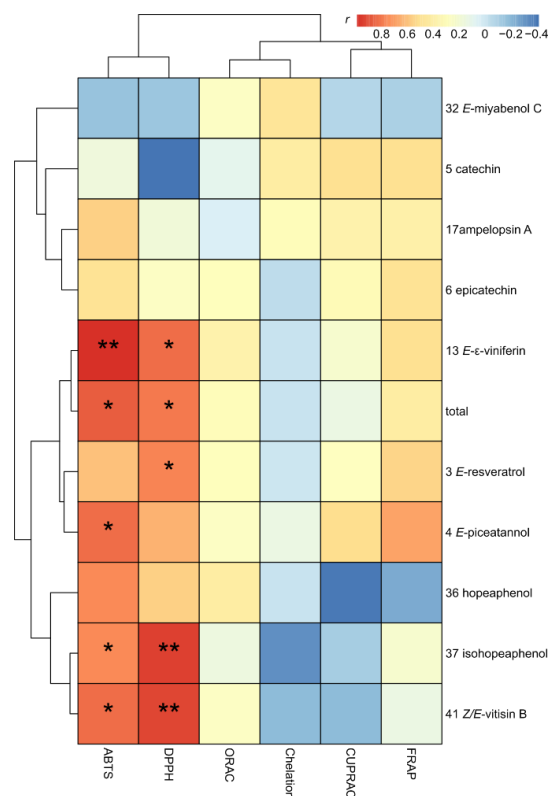 r
0.8 0.6 0.4 0.2 0 -0.2 -0.4
32 E-miyabenol C
5 catechin
17ampelopsin A
6 epicatechin
** * 13 E-ε-viniferin
* * total
* 3 E-resveratrol
* 4 E-piceatannol
36 hopeaphenol
* ** 37 isohopeaphenol
* ** 41 Z/E-vitisin B
ABTS
DPPH
ORAC
Chelation
CUPRAC
FRAP